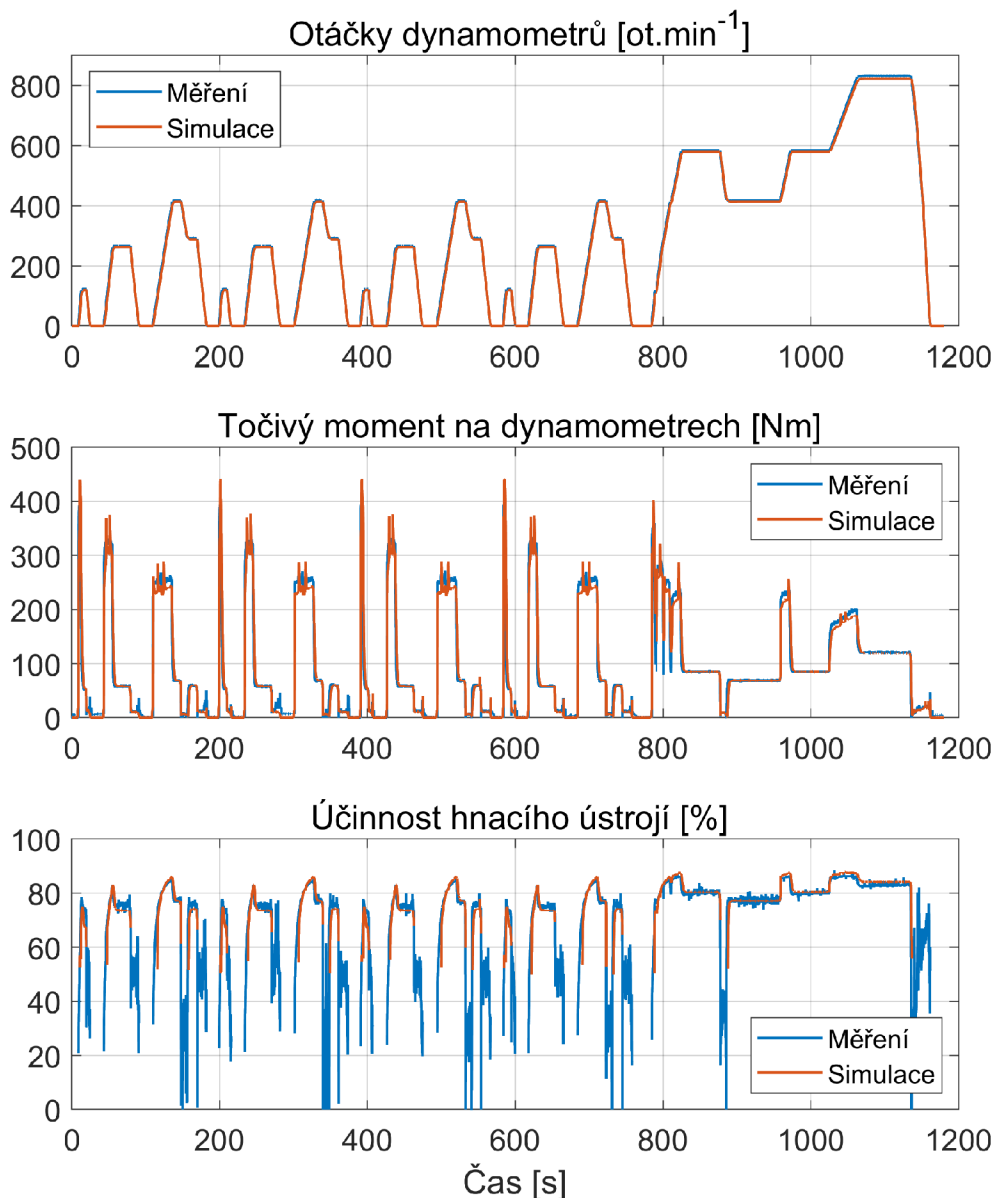 Otáčky dynamometrů [ot.min⁻¹]
800
600
400
200
0
Měření
Simulace
0 200 400 600 800 1000 1200
Točivý moment na dynamometrech [Nm]
500
400
300
200
100
0
Měření
Simulace
0 200 400 600 800 1000 1200
Účinnost hnacího ústrojí [%]
100
80
60
40
20
0
Měření
Simulace
0 200 400 600 800 1000 1200
Čas [s]